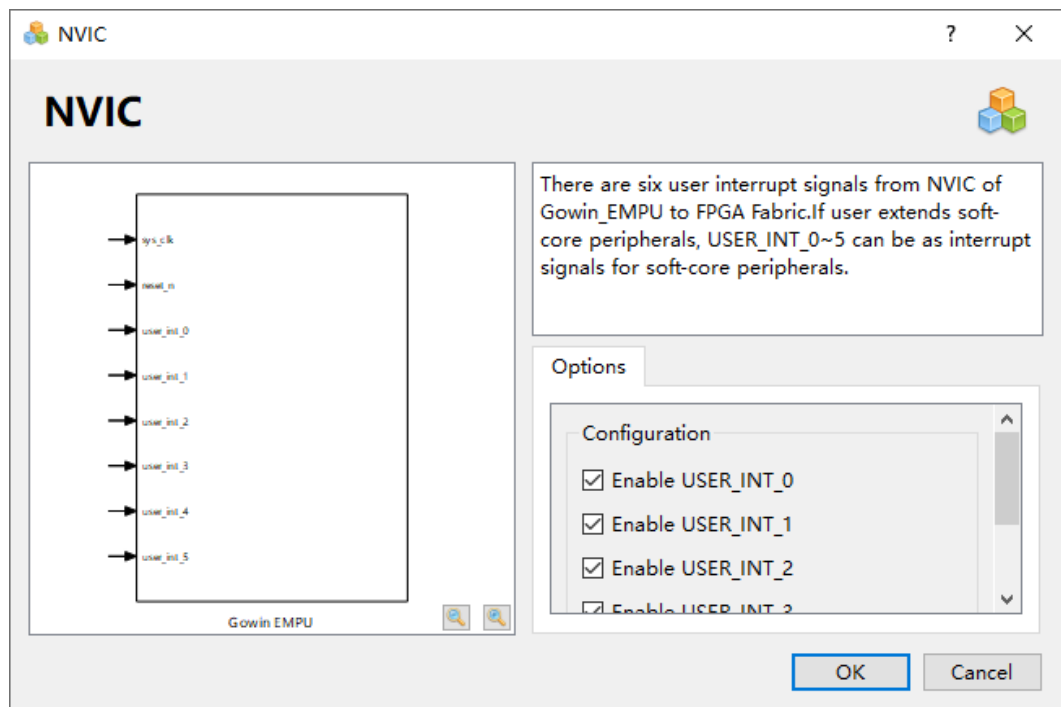 NVIC
?
NVIC
sys_clk
reset_n
user_int_0
user_int_1
user_int_2
user_int_3
user_int_4
user_int_5
Gowin EMPU
There are six user interrupt signals from NVIC of
Gowin_EMPU to FPGA Fabric.If user extends soft-
core peripherals, USER_INT_0~5 can be as interrupt
signals for soft-core peripherals.
Options
Configuration
Enable USER_INT_0
Enable USER_INT_1
Enable USER_INT_2
Enable USER_INT_3
OK
Cancel